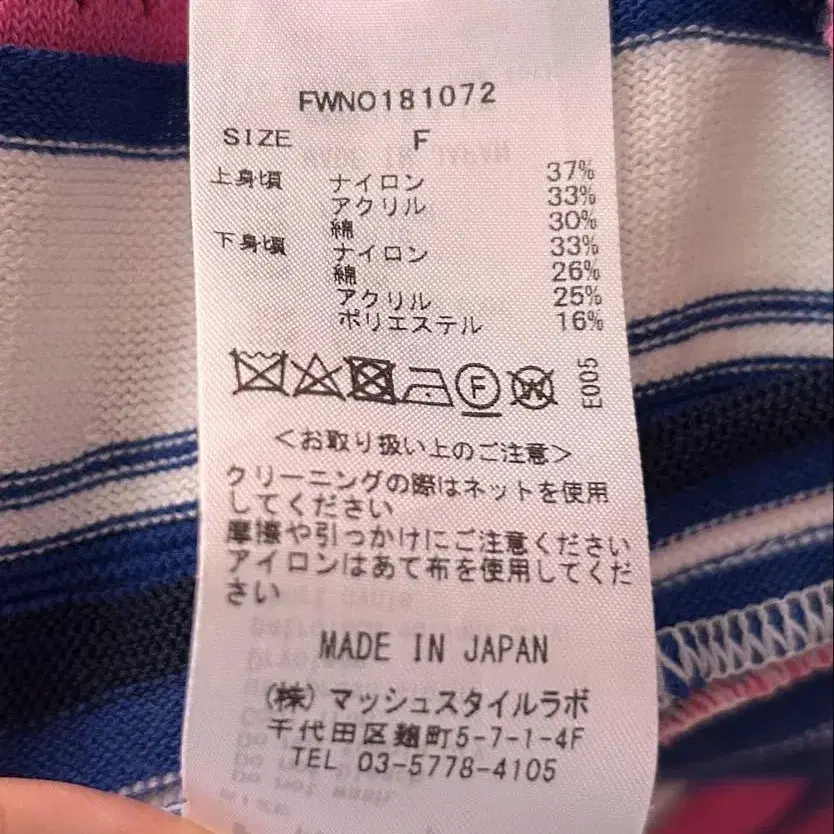 FWNO181072
SIZE F
上身頃 ナイロン 37%
アクリル 33%
綿 30%
下身頃 ナイロン 33%
綿 26%
アクリル 25%
ポリエステル 16%
F W E005
<お取り扱い上のご注意>
クリーニングの際はネットを使用
してください
摩擦や引っかけにご注意ください
アイロンはあて布を使用してくだ
さい
MADE IN JAPAN
(株)マッシュスタイルラボ
千代田区麹町5-7-1-4F
TEL 03-5778-4105